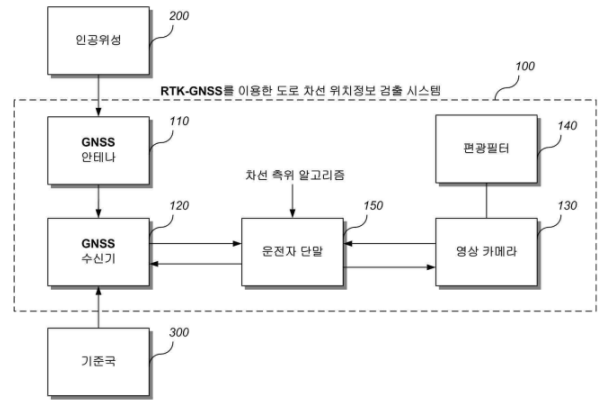 인공위성
200
RTK-GNSS를 이용한 도로 차선 위치정보 검출 시스템
100
GNSS
안테나
110
편광필터
140
차선 측위 알고리즘
GNSS
수신기
120
운전자 단말
150
영상 카메라
130
기준국
300